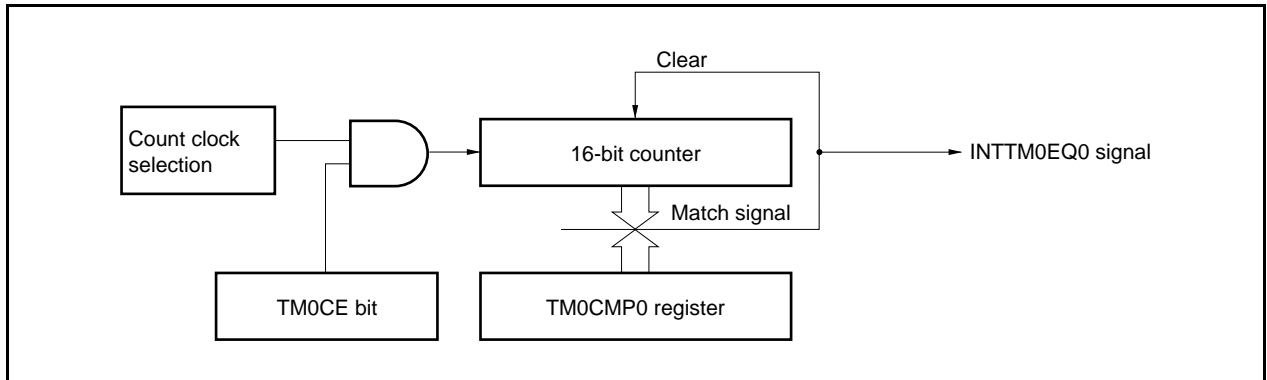 Clear
Count clock
selection
16-bit counter
INTTM0EQ0 signal
Match signal
TM0CE bit
TM0CMP0 register